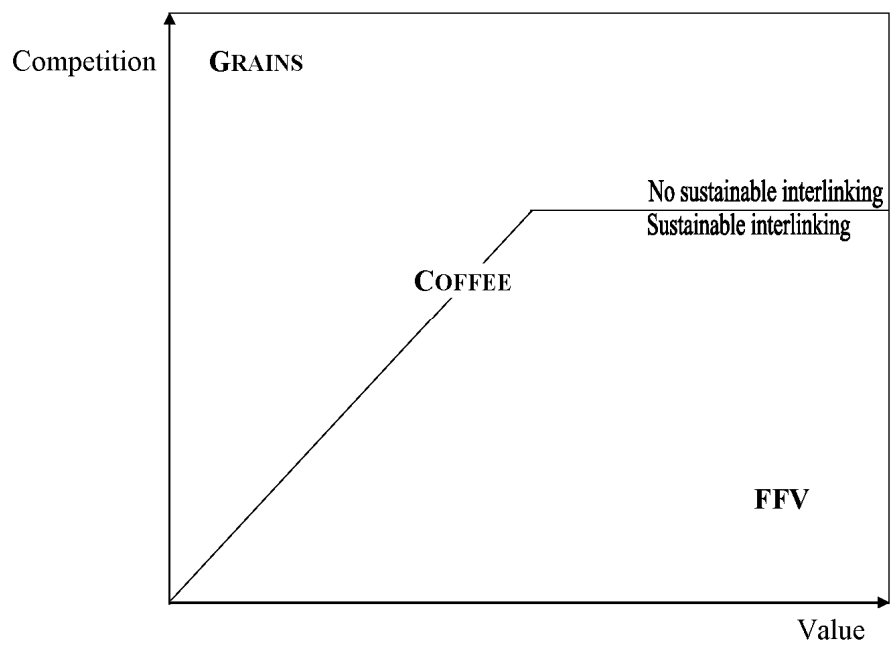 Competition
GRAINS
No sustainable interlinking
Sustainable interlinking
COFFEE
FFV
Value